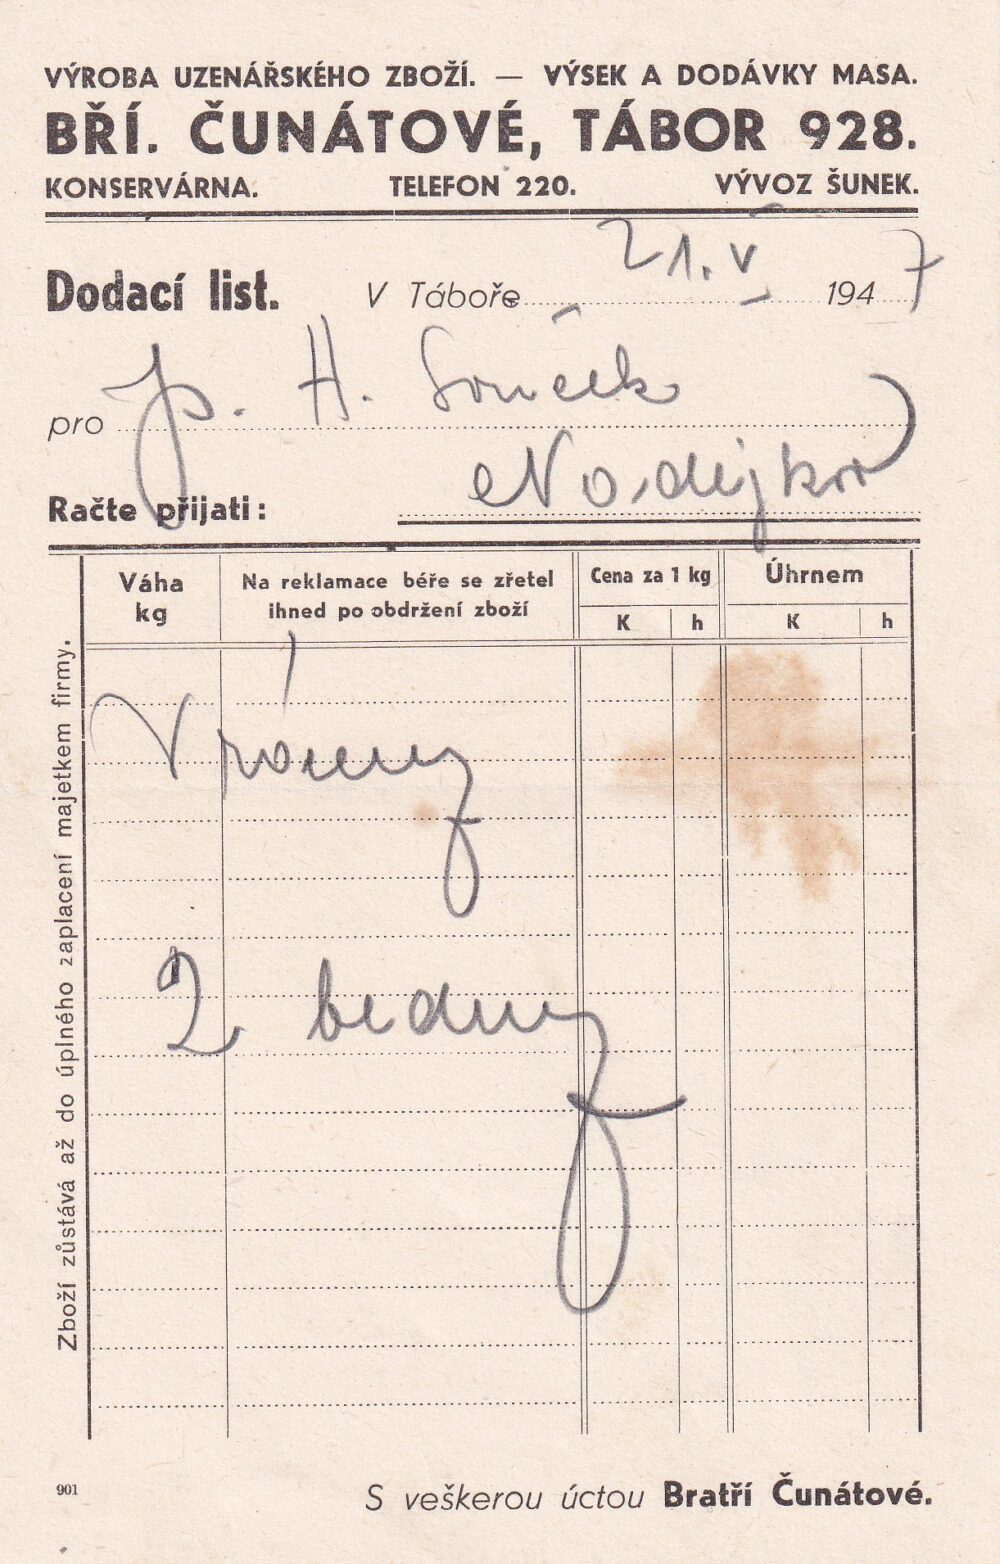 VÝROBA UZENÁŘSKÉHO ZBOŽÍ. — VÝSEK A DODÁVKY MASA.
BŘÍ. ČUNÁTOVÉ, TÁBOR 928.
KONSERVÁRNA. TELEFON 220. VÝVOZ ŠUNEK.
Dodací list. V Táboře 21. V 1947
pro H. Souček
Račte přijati:
Váha kg Na reklamace béře se zřetel ihned po obdržení zboží Cena za 1 kg Úhrnem
K h K h
2 bedny
Zboží zůstává až do úplného zaplacení majetkem firmy.
901 S veškerou úctou Bratří Čunátové.